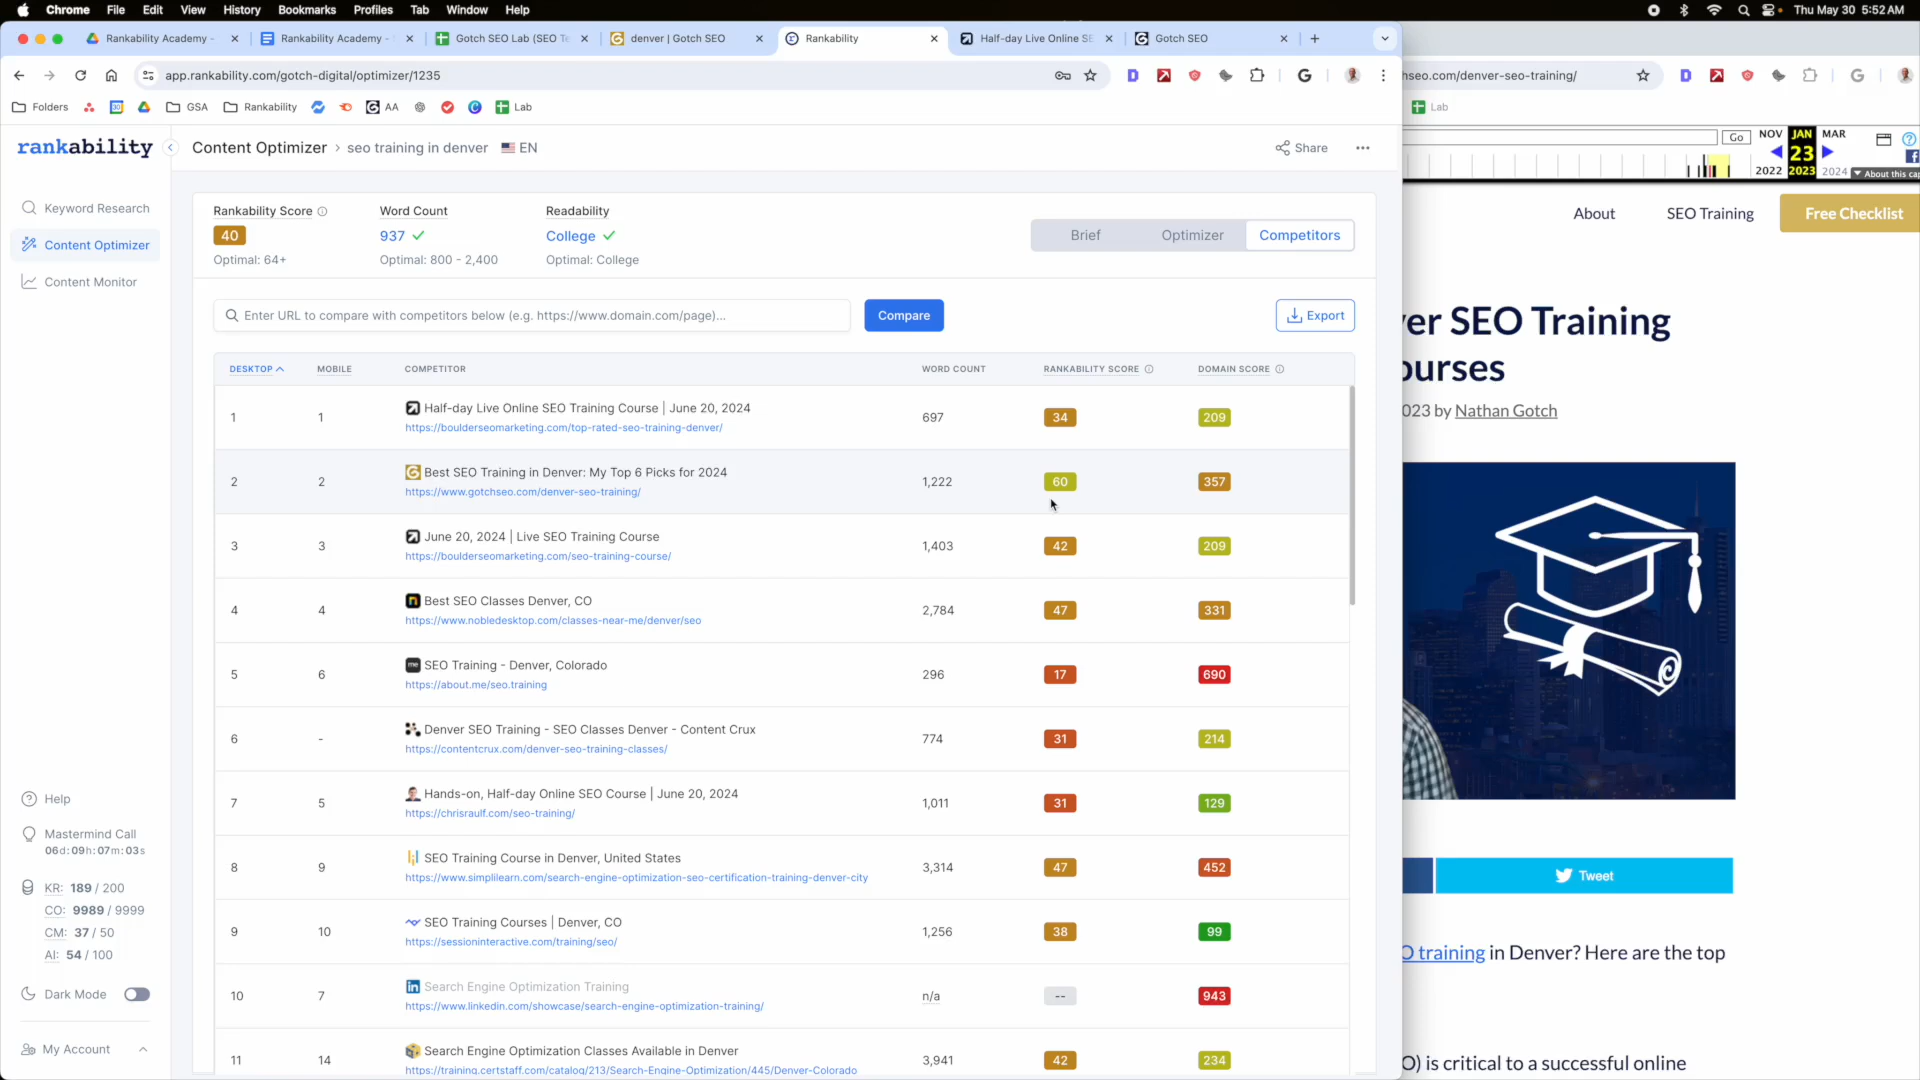 Chrome File Edit View History Bookmarks Profiles Tab Window Help
Thu May 30 5:52 AM
Rankability Academy -
Rankability Academy -
Gotch SEO Lab (SEO Te
denver | Gotch SEO
Rankability
Half-day Live Online SE
Gotch SEO
app.rankability.com/gotch-digital/optimizer/1235
hseo.com/denver-seo-training/
Folders
GSA
Rankability
AA
Lab
Lab
rankability
Content Optimizer > seo training in denver EN
Share
Go
NOV JAN MAR
23
2022 2023 2024
About this cap
Keyword Research
Content Optimizer
Content Monitor
Rankability Score
40
Optimal: 64+
Word Count
937
Optimal: 800 - 2,400
Readability
College
Optimal: College
Brief
Optimizer
Competitors
About
SEO Training
Free Checklist
Enter URL to compare with competitors below (e.g. https://www.domain.com/page)...
Compare
Export
DESKTOP MOBILE COMPETITOR WORD COUNT RANKABILITY SCORE DOMAIN SCORE
1 1 Half-day Live Online SEO Training Course | June 20, 2024 697 34 209
https://boulderseomarketing.com/top-rated-seo-training-denver/
2 2 Best SEO Training in Denver: My Top 6 Picks for 2024 1,222 60 357
https://www.gotchseo.com/denver-seo-training/
3 3 June 20, 2024 | Live SEO Training Course 1,403 42 209
https://boulderseomarketing.com/seo-training-course/
4 4 Best SEO Classes Denver, CO 2,784 47 331
https://www.nobledesktop.com/classes-near-me/denver/seo
5 6 SEO Training - Denver, Colorado 296 17 690
https://about.me/seo.training
6 - Denver SEO Training - SEO Classes Denver - Content Crux 774 31 214
https://contentcrux.com/denver-seo-training-classes/
7 5 Hands-on, Half-day Online SEO Course | June 20, 2024 1,011 31 129
https://chrisraulf.com/seo-training/
8 9 SEO Training Course in Denver, United States 3,314 47 452
https://www.simplilearn.com/search-engine-optimization-seo-certification-training-denver-city
9 10 SEO Training Courses | Denver, CO 1,256 38 99
https://sessioninteractive.com/training/seo/
10 7 Search Engine Optimization Training n/a -- 943
https://www.linkedin.com/showcase/search-engine-optimization-training/
11 14 Search Engine Optimization Classes Available in Denver 3,941 42 234
https://training.certstaff.com/catalog/213/Search-Engine-Optimization/445/Denver-Colorado
Help
Mastermind Call
06d:09h:07m:03s
KR: 189 / 200
CO: 9989 / 9999
CM: 37 / 50
AI: 54 / 100
Dark Mode
My Account
er SEO Training
ourses
023 by Nathan Gotch
Tweet
O training in Denver? Here are the top
O) is critical to a successful online